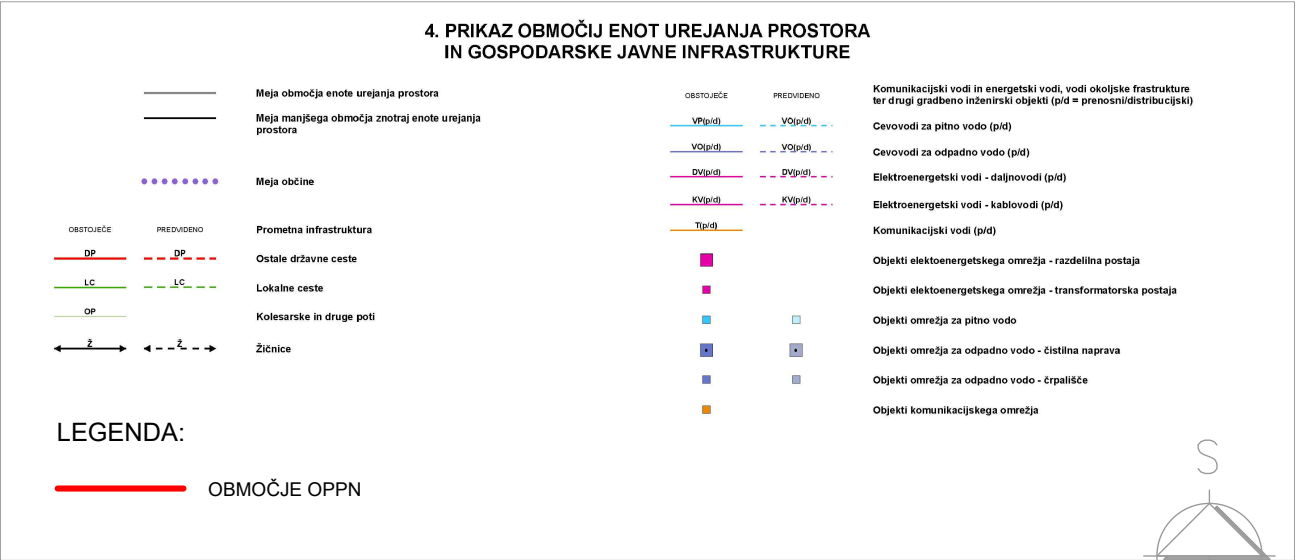 4. PRIKAZ OBMOČIJ ENOT UREJANJA PROSTORA
IN GOSPODARSKE JAVNE INFRASTRUKTURE
Meja območja enote urejanja prostora
Meja manjšega območja znotraj enote urejanja
prostora
Meja občine
OBSTOJEČE PREDVIDENO Prometna infrastruktura
DP DP Ostale državne ceste
LC LC Lokalne ceste
OP Kolesarske in druge poti
Ž Ž Žičnice
OBSTOJEČE PREDVIDENO Komunikacijski vodi in energetski vodi, vodi okoljske frastrukture
ter drugi gradbeno inženirski objekti (p/d = prenosni/distribucijski)
VP(p/d) VO(p/d) Cevovodi za pitno vodo (p/d)
VO(p/d) VO(p/d) Cevovodi za odpadno vodo (p/d)
DV(p/d) DV(p/d) Elektroenergetski vodi - daljnovodi (p/d)
KV(p/d) KV(p/d) Elektroenergetski vodi - kablovodi (p/d)
T(p/d) Komunikacijski vodi (p/d)
Objekti elektoenergetskega omrežja - razdelilna postaja
Objekti elektoenergetskega omrežja - transformatorska postaja
Objekti omrežja za pitno vodo
Objekti omrežja za odpadno vodo - čistilna naprava
Objekti omrežja za odpadno vodo - črpališče
Objekti komunikacijskega omrežja
LEGENDA:
OBMOČJE OPPN
S